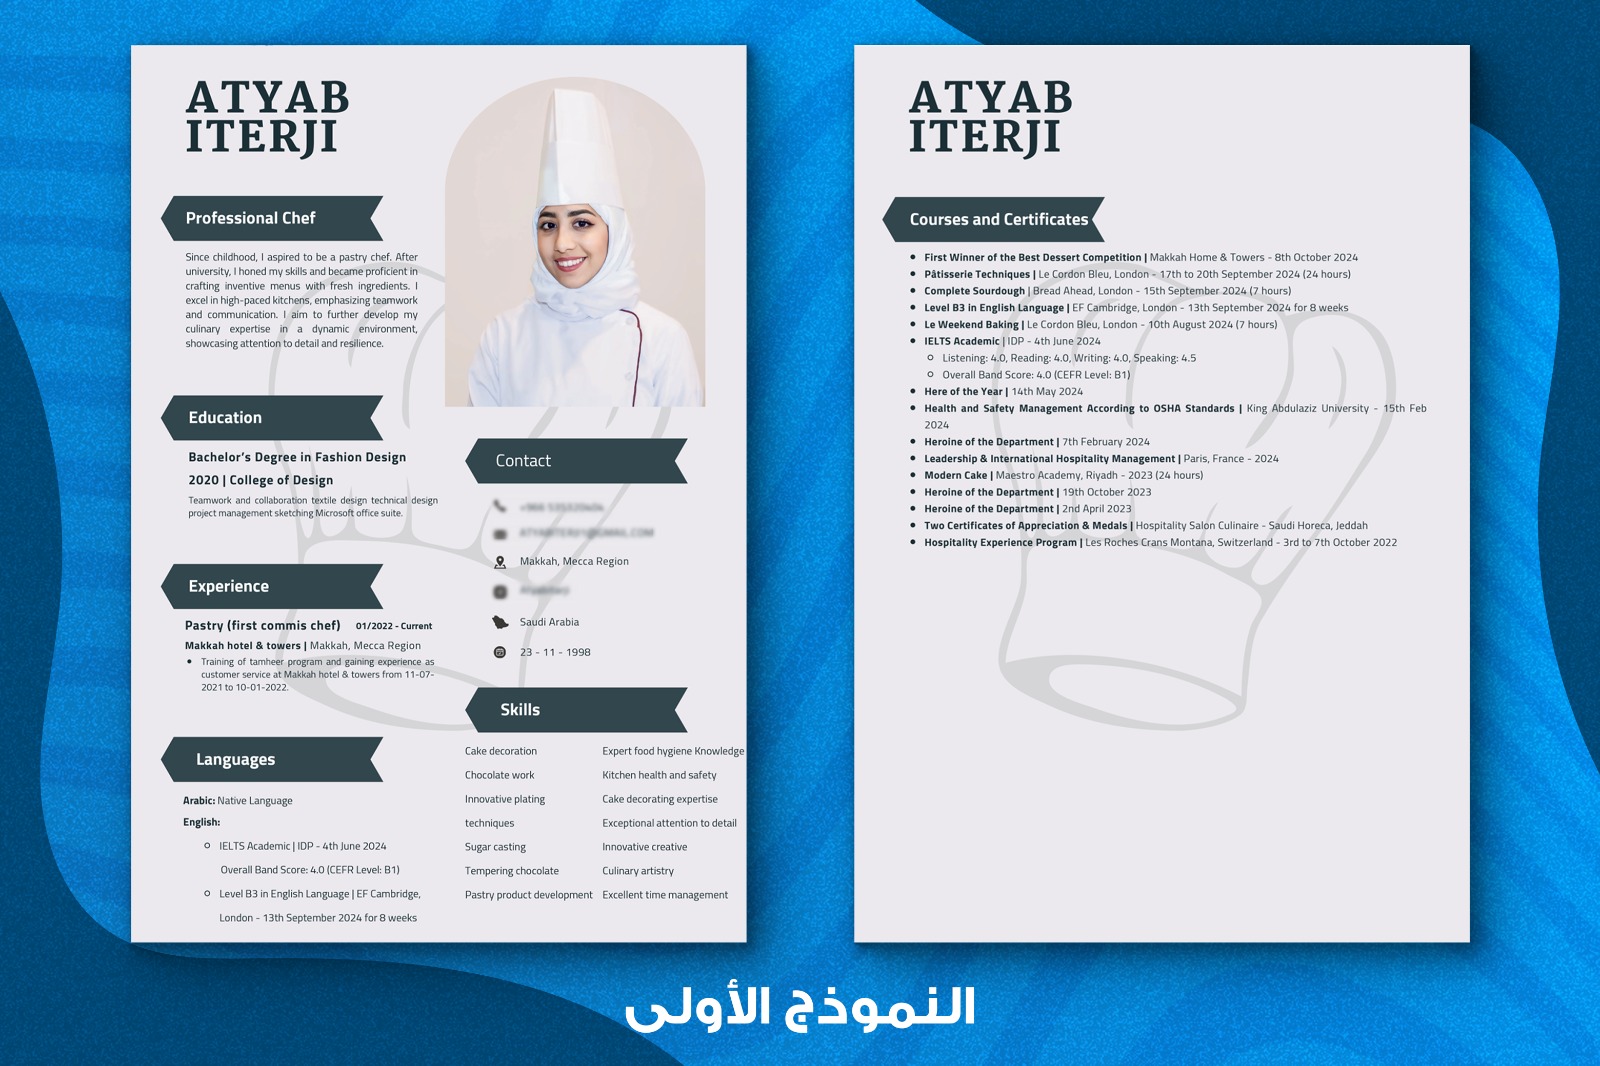 ATYAB
ITERJI
Professional Chef
Since childhood, I aspired to be a pastry chef. After
university, I honed my skills and became proficient in
crafting inventive menus with fresh ingredients. I
excel in high-paced kitchens, emphasizing teamwork
and communication. I aim to further develop my
culinary expertise in a dynamic environment,
showcasing attention to detail and resilience.
Education
Bachelor's Degree in Fashion Design
2020 | College of Design
Teamwork and collaboration textile design technical design
project management sketching Microsoft office suite.
Experience
Pastry (first commis chef) 01/2022 - Current
Makkah hotel & towers | Makkah, Mecca Region
Training of tamheer program and gaining experience as
customer service at Makkah hotel & towers from 11-07-
2021 to 10-01-2022.
Languages
Arabic: Native Language
English:
IELTS Academic | IDP - 4th June 2024
Overall Band Score: 4.0 (CEFR Level: B1)
Level B3 in English Language | EF Cambridge,
London - 13th September 2024 for 8 weeks
Contact
Makkah, Mecca Region
Saudi Arabia
23 - 11 - 1998
Skills
Cake decoration
Chocolate work
Innovative plating
techniques
Sugar casting
Tempering chocolate
Pastry product development
Expert food hygiene Knowledge
Kitchen health and safety
Cake decorating expertise
Exceptional attention to detail
Innovative creative
Culinary artistry
Excellent time management
ATYAB
ITERJI
Courses and Certificates
First Winner of the Best Dessert Competition | Makkah Home & Towers - 8th October 2024
Pâtisserie Techniques | Le Cordon Bleu, London - 17th to 20th September 2024 (24 hours)
Complete Sourdough | Bread Ahead, London - 15th September 2024 (7 hours)
Level B3 in English Language | EF Cambridge, London - 13th September 2024 for 8 weeks
Le Weekend Baking | Le Cordon Bleu, London - 10th August 2024 (7 hours)
IELTS Academic | IDP - 4th June 2024
Listening: 4.0, Reading: 4.0, Writing: 4.0, Speaking: 4.5
Overall Band Score: 4.0 (CEFR Level: B1)
Here of the Year | 14th May 2024
Health and Safety Management According to OSHA Standards | King Abdulaziz University - 15th Feb
2024
Heroine of the Department | 7th February 2024
Leadership & International Hospitality Management | Paris, France - 2024
Modern Cake | Maestro Academy, Riyadh - 2023 (24 hours)
Heroine of the Department | 19th October 2023
Heroine of the Department | 2nd April 2023
Two Certificates of Appreciation & Medals | Hospitality Salon Culinaire - Saudi Horeca, Jeddah
Hospitality Experience Program | Les Roches Crans Montana, Switzerland - 3rd to 7th October 2022
النموذج الأولى